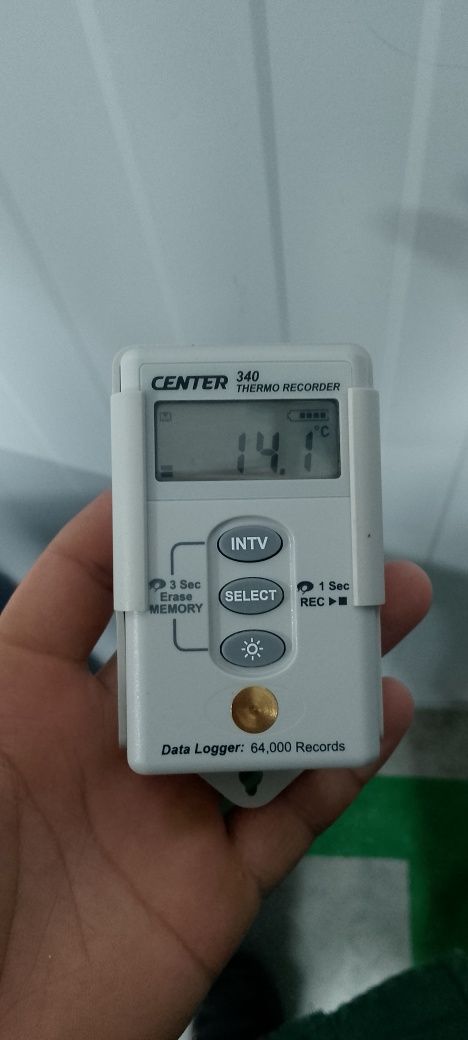 CENTER 340
THERMO RECORDER
°C
14.1
INTV
3 Sec
Erase
MEMORY
SELECT
1 Sec
REC ►■
Data Logger: 64,000 Records